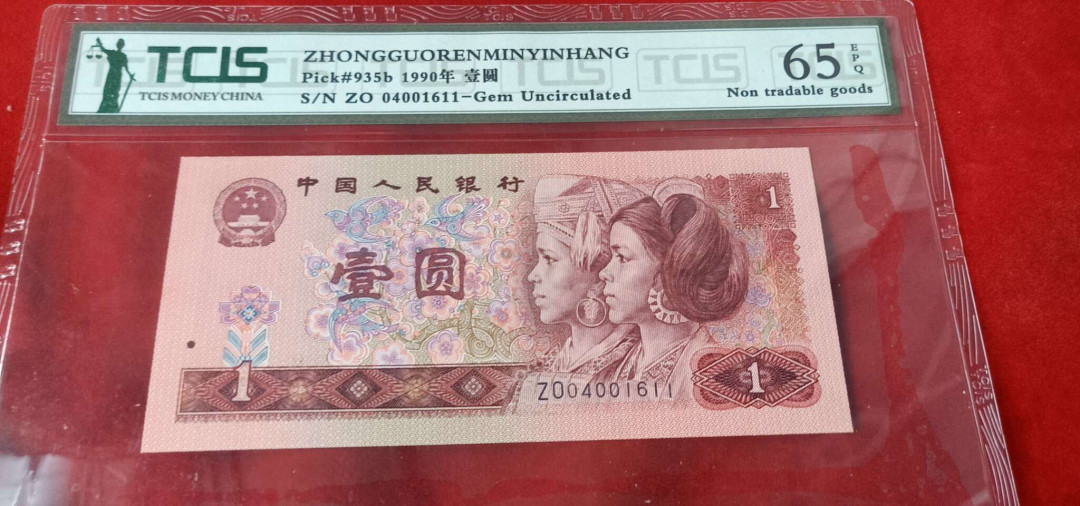 TCIS
TCIS MONEY CHINA
ZHONGGUORENMINYINHANG
Pick#935b 1990年 壹圆
S/N ZO 04001611-Gem Uncirculated
65 EPQ
Non tradable goods
中国人民银行
1
壹圆
1
ZO04001611
1